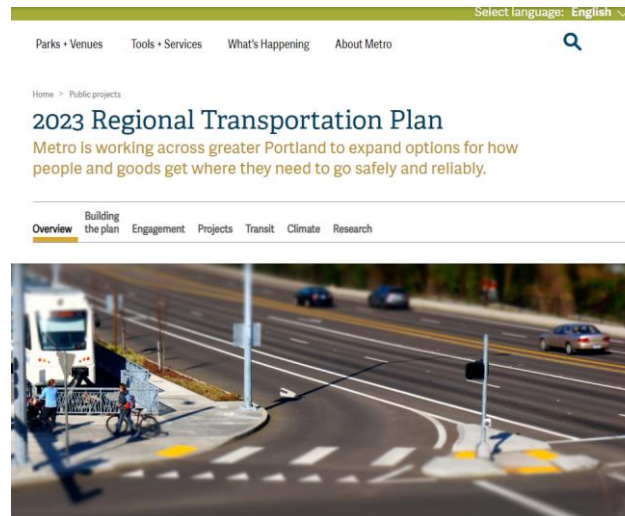 Select language: English
Parks + Venues Tools + Services What's Happening About Metro
Home > Public projects
2023 Regional Transportation Plan
Metro is working across greater Portland to expand options for how
people and goods get where they need to go safely and reliably.
Overview Building the plan Engagement Projects Transit Climate Research